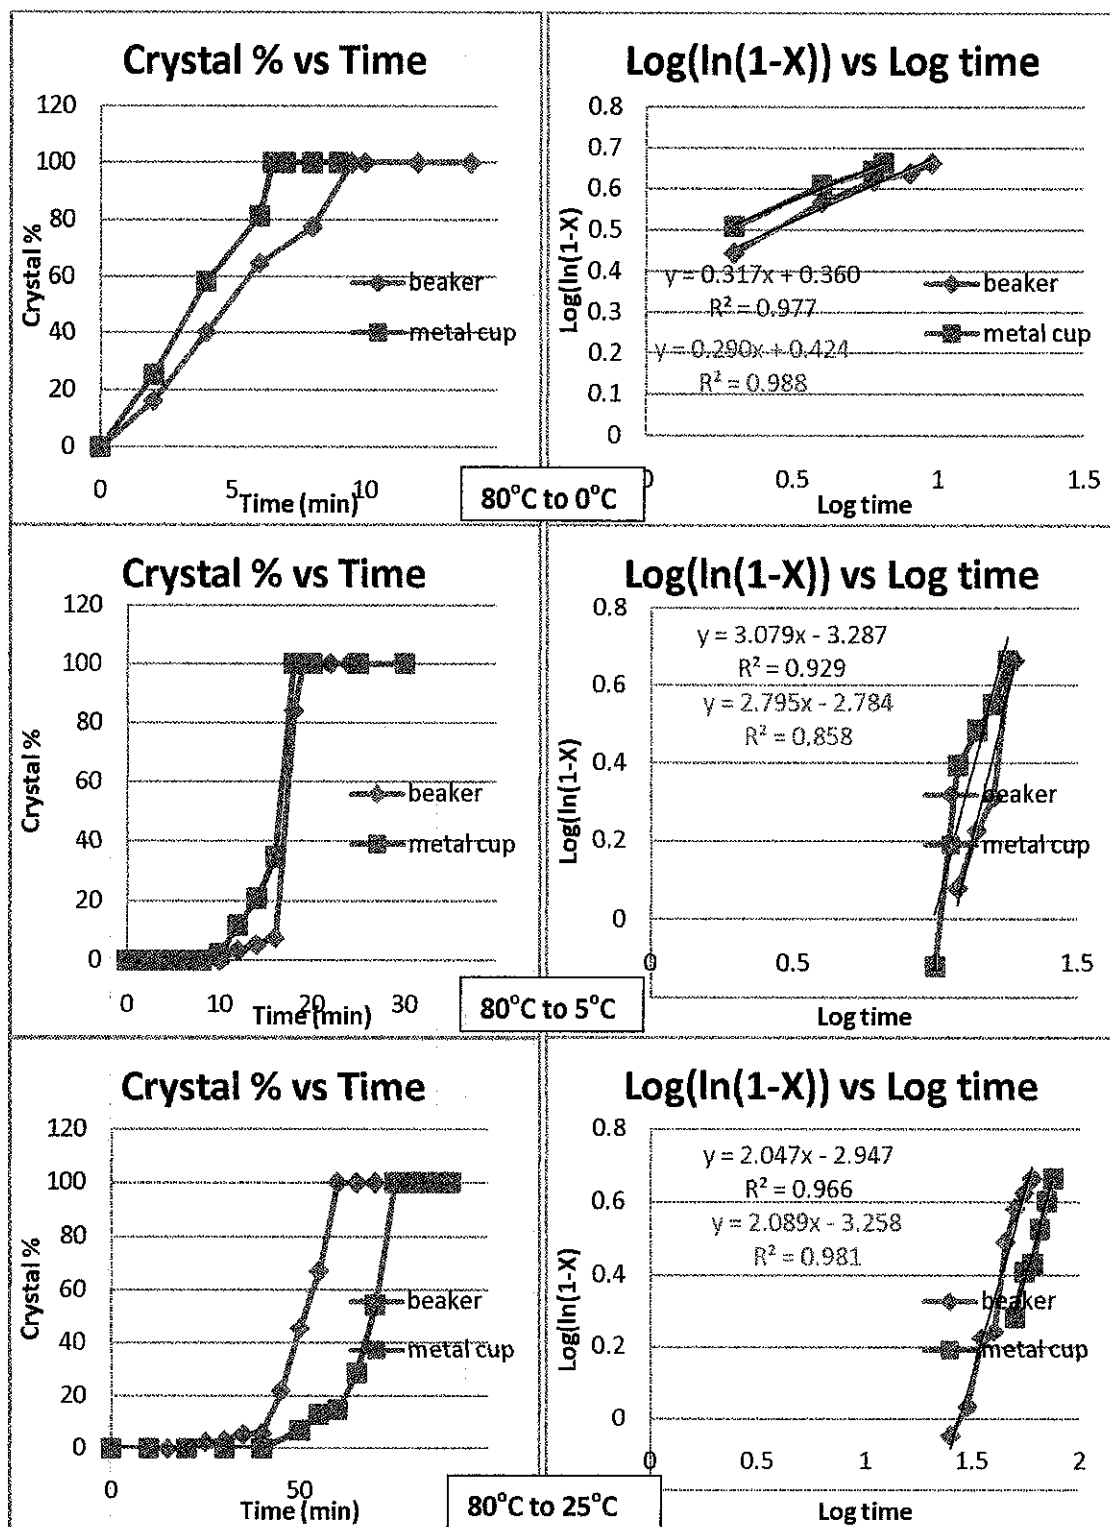 Crystal % vs Time
120
100
80
60
40
20
0
Crystal %
beaker
metal cup
0
5
10
Time (min)
Log(ln(1-X)) vs Log time
0.8
0.7
0.6
0.5
0.4
0.3
0.2
0.1
0
Log(ln(1-X)
y = 0.317x + 0.360
R² = 0.977
y = 0.290x + 0.424
R² = 0.988
beaker
metal cup
0
0.5
1
1.5
Log time
80°C to 0°C
Crystal % vs Time
120
100
80
60
40
20
0
Crystal %
beaker
metal cup
0
10
20
30
Time (min)
Log(ln(1-X)) vs Log time
0.8
0.6
0.4
0.2
0
Log(ln(1-X)
y = 3.079x - 3.287
R² = 0.929
y = 2.795x - 2.784
R² = 0.858
beaker
metal cup
0
0.5
1
1.5
Log time
80°C to 5°C
Crystal % vs Time
120
100
80
60
40
20
0
Crystal %
beaker
metal cup
0
50
Time (min)
Log(ln(1-X)) vs Log time
0.8
0.6
0.4
0.2
0
Log(ln(1-X)
y = 2.047x - 2.947
R² = 0.966
y = 2.089x - 3.258
R² = 0.981
beaker
metal cup
0
0.5
1
1.5
2
Log time
80°C to 25°C